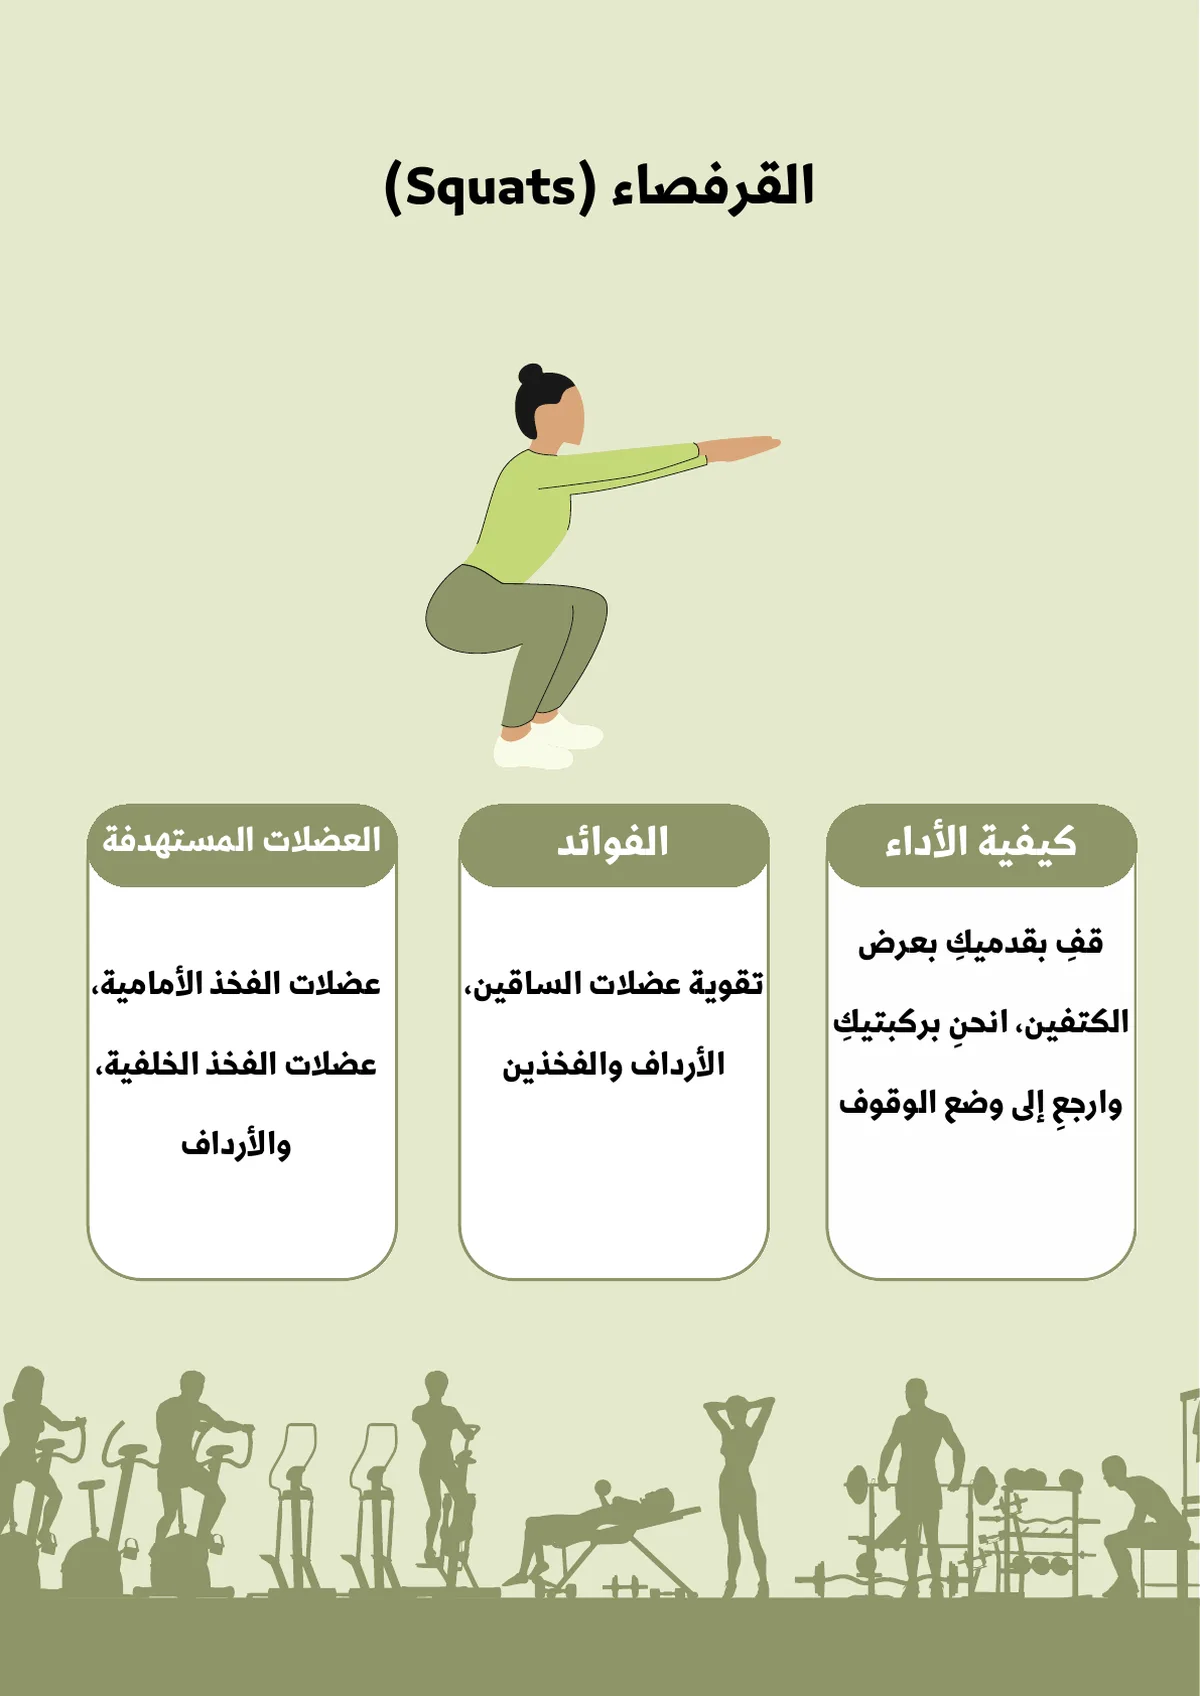 القرفصاء (Squats)
كيفية الأداء
قفِ بقدميكِ بعرض
الكتفين، انحنِ بركبتيكِ
وارجعِ إلى وضع الوقوف
الفوائد
تقوية عضلات الساقين،
الأرداف والفخذين
العضلات المستهدفة
عضلات الفخذ الأمامية،
عضلات الفخذ الخلفية،
والأرداف